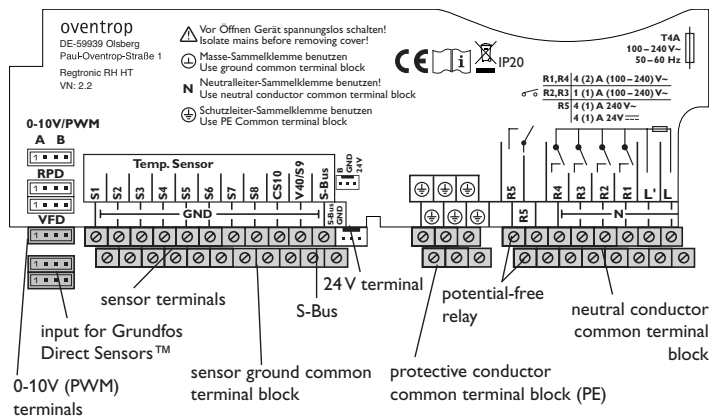 oventrop
DE-59939 Olsberg
Paul-Oventrop-Straße 1
Regtronic RH HT
VN: 2.2
Vor Öffnen Gerät spannungslos schalten!
Isolate mains before removing cover!
Masse-Sammelklemme benutzen
Use ground common terminal block
N Neutralleiter-Sammelklemme benutzen!
Use neutral conductor common terminal block
Schutzleiter-Sammelklemme benutzen
Use PE Common terminal block
CE i IP20
T4A
100–240 V~
50–60 Hz
R1,R4 4 (2) A (100–240) V~
R2,R3 1 (1) A (100–240) V~
R5 4 (1) A 240 V~
4 (1) A 24V
0-10V/PWM
A B
1
RPD
1
1
VFD
1
1
1
Temp. Sensor
S1 S2 S3 S4 S5 S6 S7 S8 CS10 V40/S9 S-Bus
GND
B GND 24V
S-Bus GND
R5 R4 R3 R2 R1 L' L
R5 N
sensor terminals
24 V terminal
S-Bus
potential-free
relay
neutral conductor
common terminal
block
input for Grundfos
Direct Sensors™
0-10V (PWM)
terminals
sensor ground common
terminal block
protective conductor
common terminal block (PE)